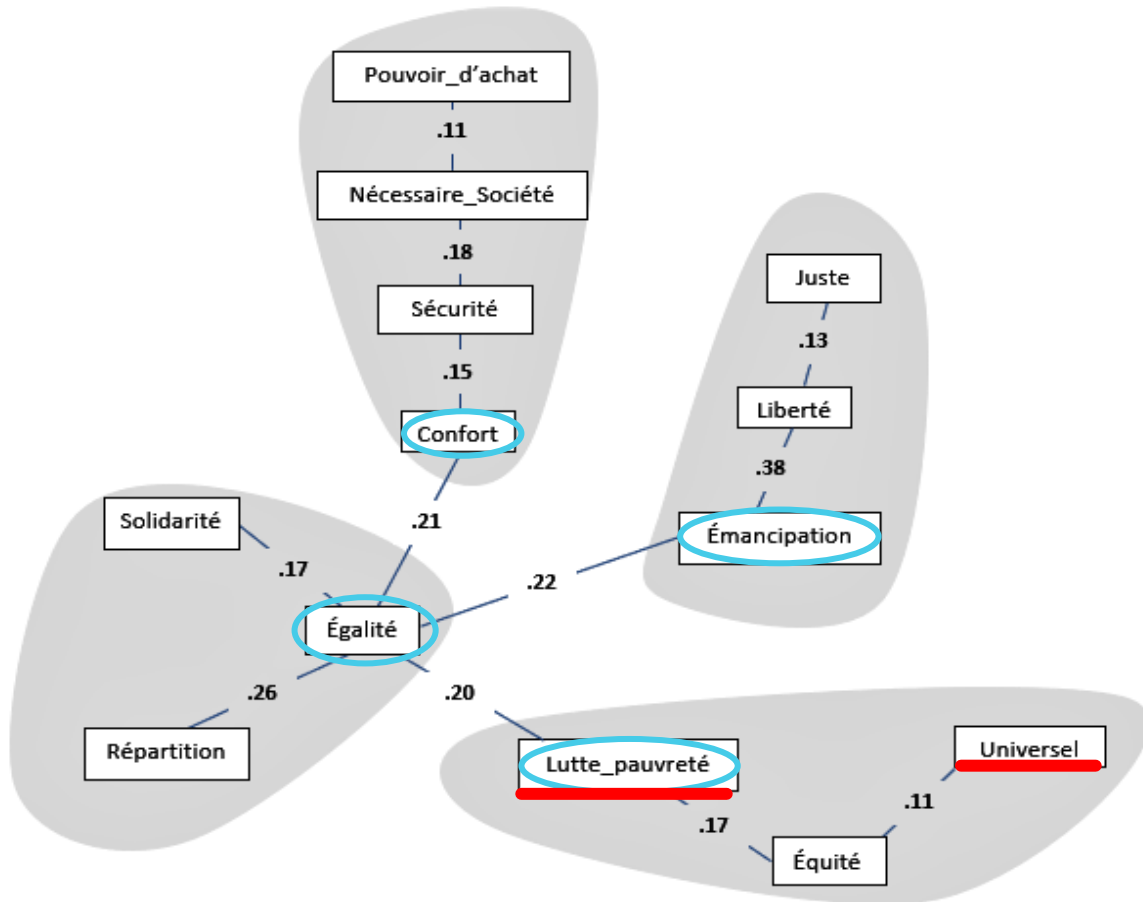 Pouvoir_d'achat
.11
Nécessaire_Société
.18
Sécurité
.15
Confort
.21
Juste
.13
Liberté
.38
Émancipation
.22
Solidarité
.17
Égalité
.26
Répartition
.20
Lutte_pauvreté
.17
Équité
.11
Universel